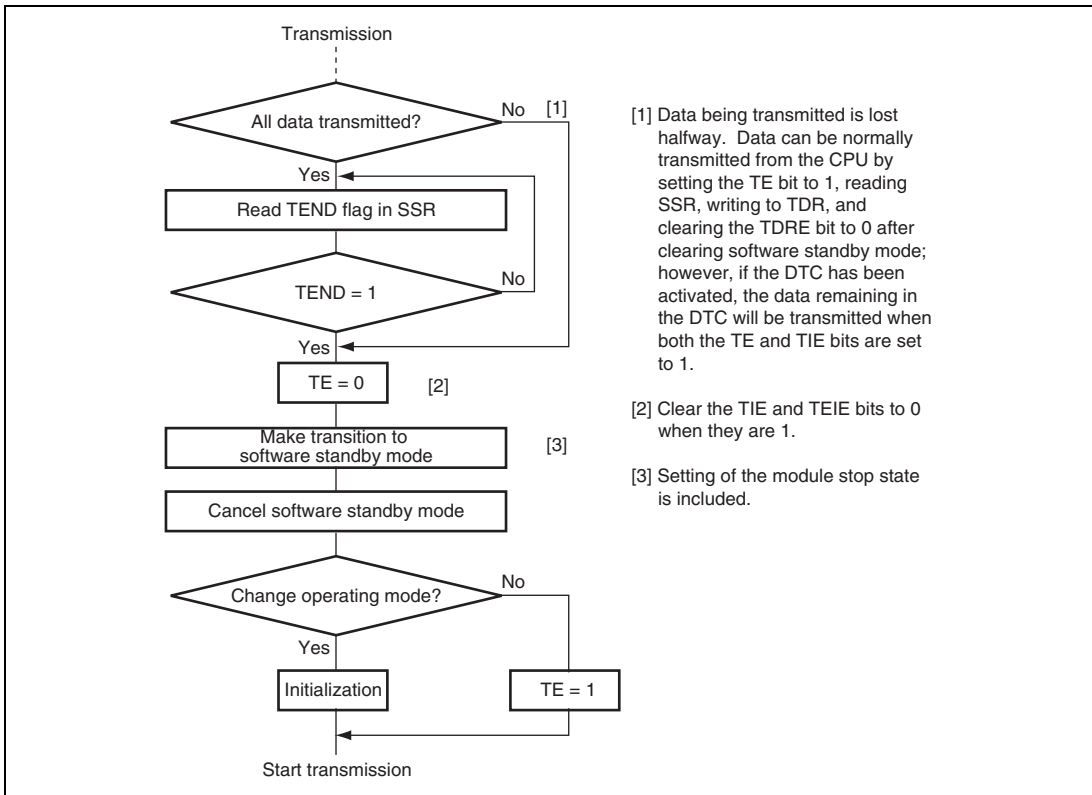 Transmission
All data transmitted?
No
[1]
Yes
Read TEND flag in SSR
TEND = 1
No
Yes
TE = 0
[2]
Make transition to
software standby mode
[3]
Cancel software standby mode
Change operating mode?
No
Yes
Initialization
TE = 1
Start transmission
[1] Data being transmitted is lost
halfway. Data can be normally
transmitted from the CPU by
setting the TE bit to 1, reading
SSR, writing to TDR, and
clearing the TDRE bit to 0 after
clearing software standby mode;
however, if the DTC has been
activated, the data remaining in
the DTC will be transmitted when
both the TE and TIE bits are set
to 1.
[2] Clear the TIE and TEIE bits to 0
when they are 1.
[3] Setting of the module stop state
is included.